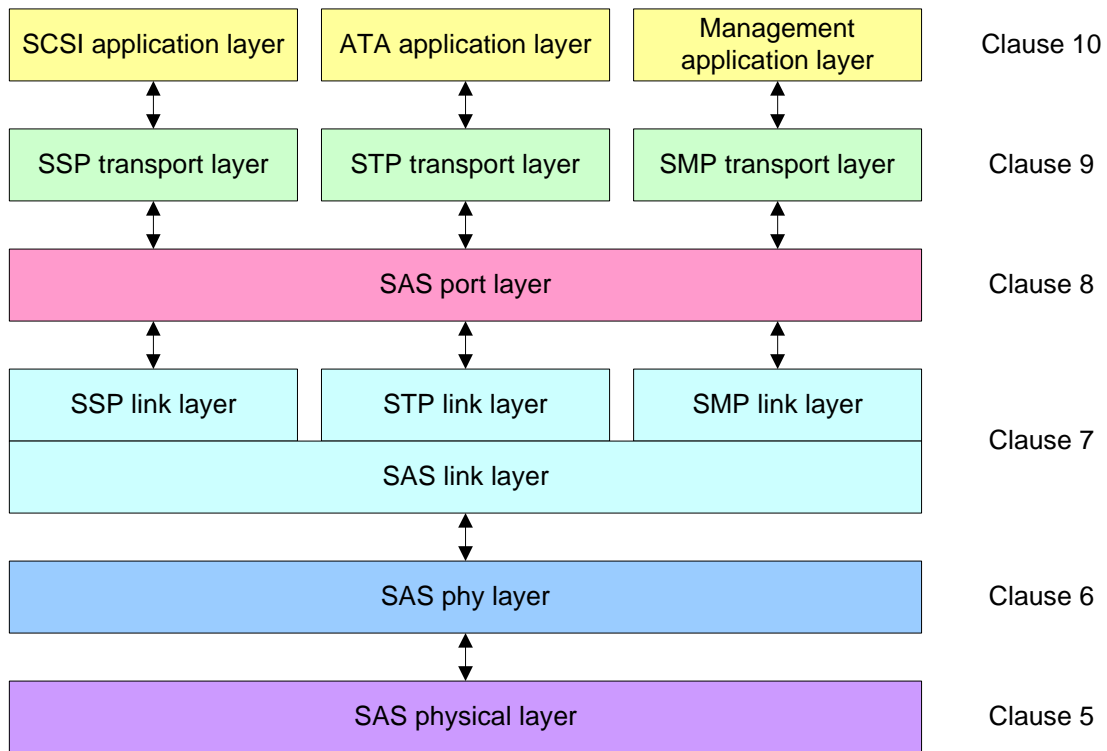 SCSI application layer
ATA application layer
Management
application layer
Clause 10
SSP transport layer
STP transport layer
SMP transport layer
Clause 9
SAS port layer
Clause 8
SSP link layer
STP link layer
SMP link layer
SAS link layer
Clause 7
SAS phy layer
Clause 6
SAS physical layer
Clause 5